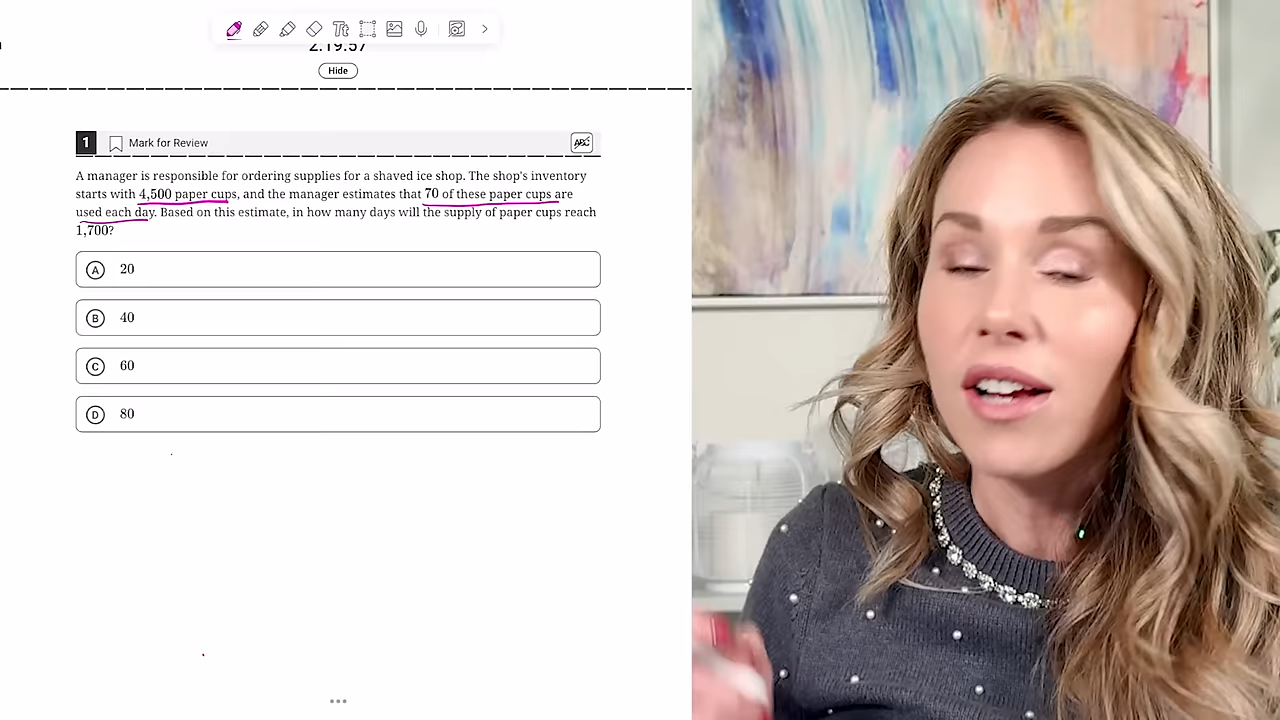 Tt
2:19:57
Hide
1 Mark for Review ABC
A manager is responsible for ordering supplies for a shaved ice shop. The shop's inventory
starts with 4,500 paper cups, and the manager estimates that 70 of these paper cups are
used each day. Based on this estimate, in how many days will the supply of paper cups reach
1,700?
A 20
B 40
C 60
D 80